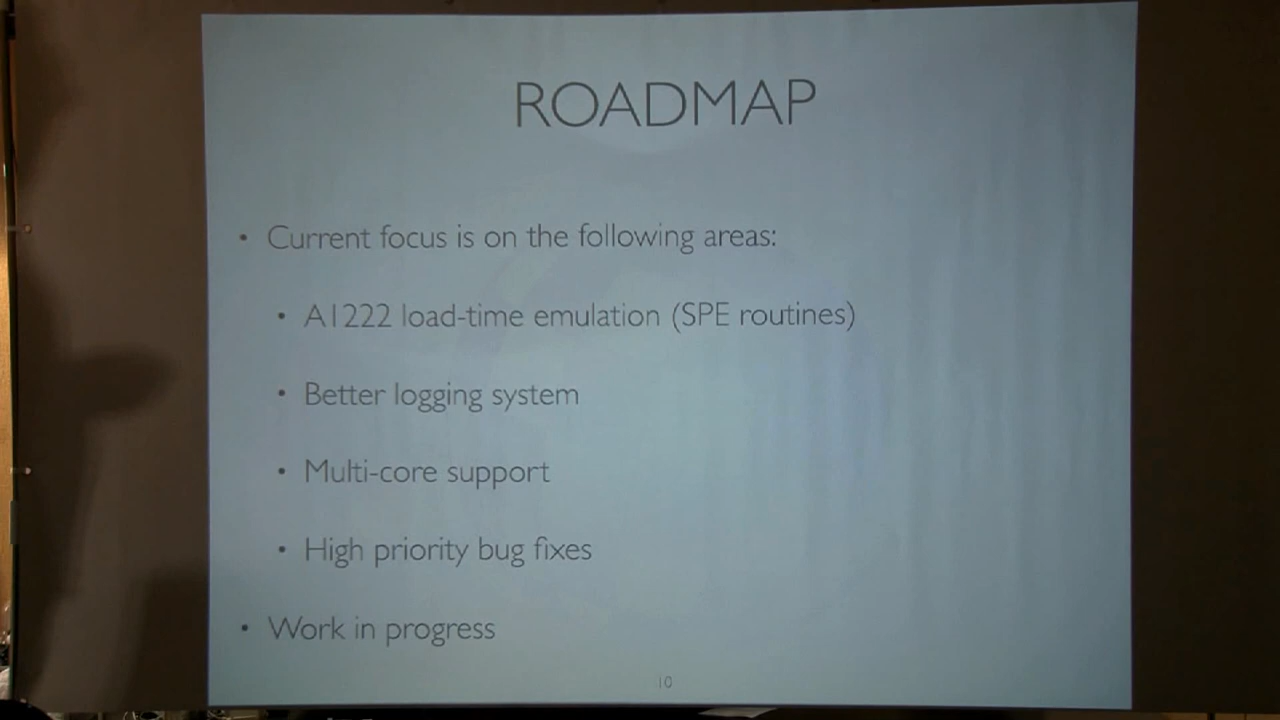 ROADMAP
• Current focus is on the following areas:
• A1222 load-time emulation (SPE routines)
• Better logging system
• Multi-core support
• High priority bug fixes
• Work in progress
10